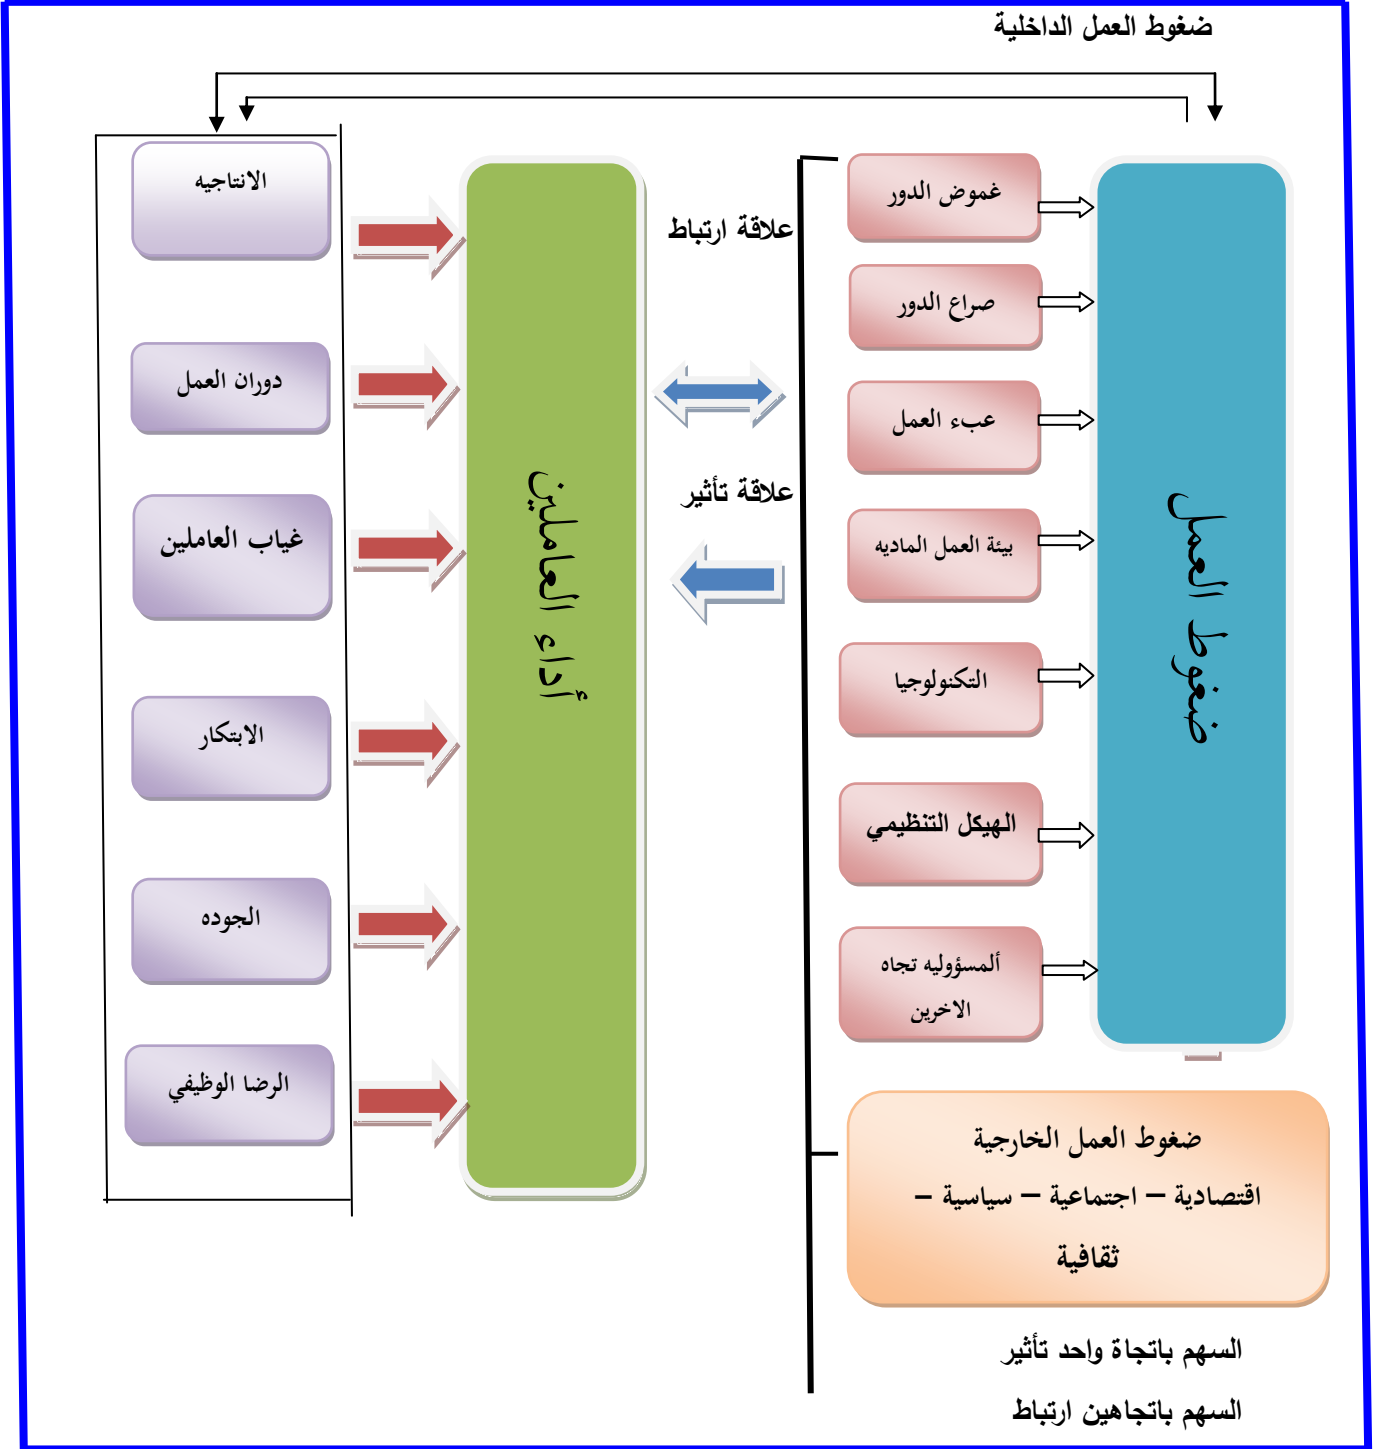 ضغوط العمل الداخلية
ضغوط العمل
غموض الدور
صراع الدور
عبء العمل
بيئة العمل الماديه
التكنولوجيا
الهيكل التنظيمي
ألمسؤوليه تجاه
الاخرين
علاقة ارتباط
علاقة تأثير
أداء العاملين
الانتاجيه
دوران العمل
غياب العاملين
الابتكار
الجوده
الرضا الوظيفي
ضغوط العمل الخارجية
اقتصادية – اجتماعية – سياسية –
ثقافية
السهم باتجاة واحد تأثير
السهم باتجاهين ارتباط